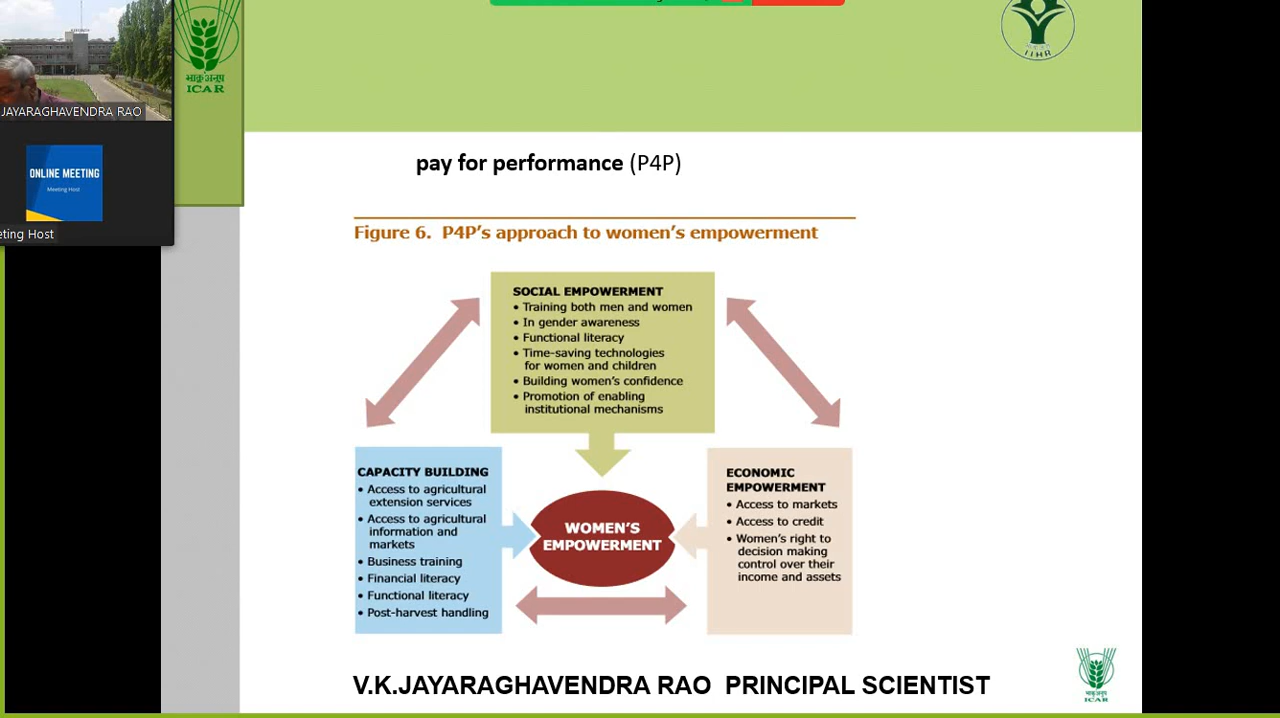 भाकृअनुप
ICAR
JAYARAGHAVENDRA RAO
ONLINE MEETING
Meeting Host
eting Host
IIHR
pay for performance (P4P)
Figure 6. P4P's approach to women's empowerment
SOCIAL EMPOWERMENT
• Training both men and women
• In gender awareness
• Functional literacy
• Time-saving technologies
for women and children
• Building women's confidence
• Promotion of enabling
institutional mechanisms
CAPACITY BUILDING
• Access to agricultural
extension services
• Access to agricultural
information and
markets
• Business training
• Financial literacy
• Functional literacy
• Post-harvest handling
WOMEN'S
EMPOWERMENT
ECONOMIC
EMPOWERMENT
• Access to markets
• Access to credit
• Women's right to
decision making
control over their
income and assets
V.K.JAYARAGHAVENDRA RAO PRINCIPAL SCIENTIST
ICAR